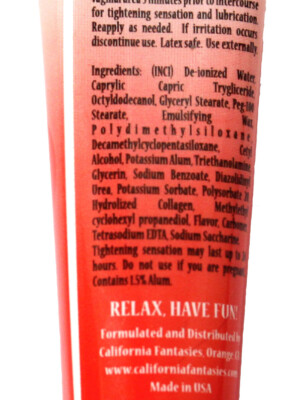 5 minutes prior to intercourse
for tightening sensation and lubrication.
Reapply as needed. If irritation occurs
discontinue use. Latex safe. Use externally.
Ingredients: (INCI) De-ionized Water,
Caprylic Capric Tryglyceride,
Octyldodecanol, Glyceryl Stearate, Peg-100
Stearate, Emulsifying Wax,
Polydimethylsiloxane,
Decamethylcyclopentasiloxane, Cetyl
Alcohol, Potassium Alum, Triethanolamine,
Glycerin, Sodium Benzoate, Diazolidinyl
Urea, Potassium Sorbate, Polysorbate 20
Hydrolized Collagen, Methylethyl
cyclohexyl propanediol, Flavor, Carbomer,
Tetrasodium EDTA, Sodium Saccharine.
Tightening sensation may last up to 24
hours. Do not use if you are pregnant.
Contains 1.5% Alum.
RELAX, HAVE FUN!
Formulated and Distributed by
California Fantasies, Orange CA
www.californiafantasies.com
Made in USA